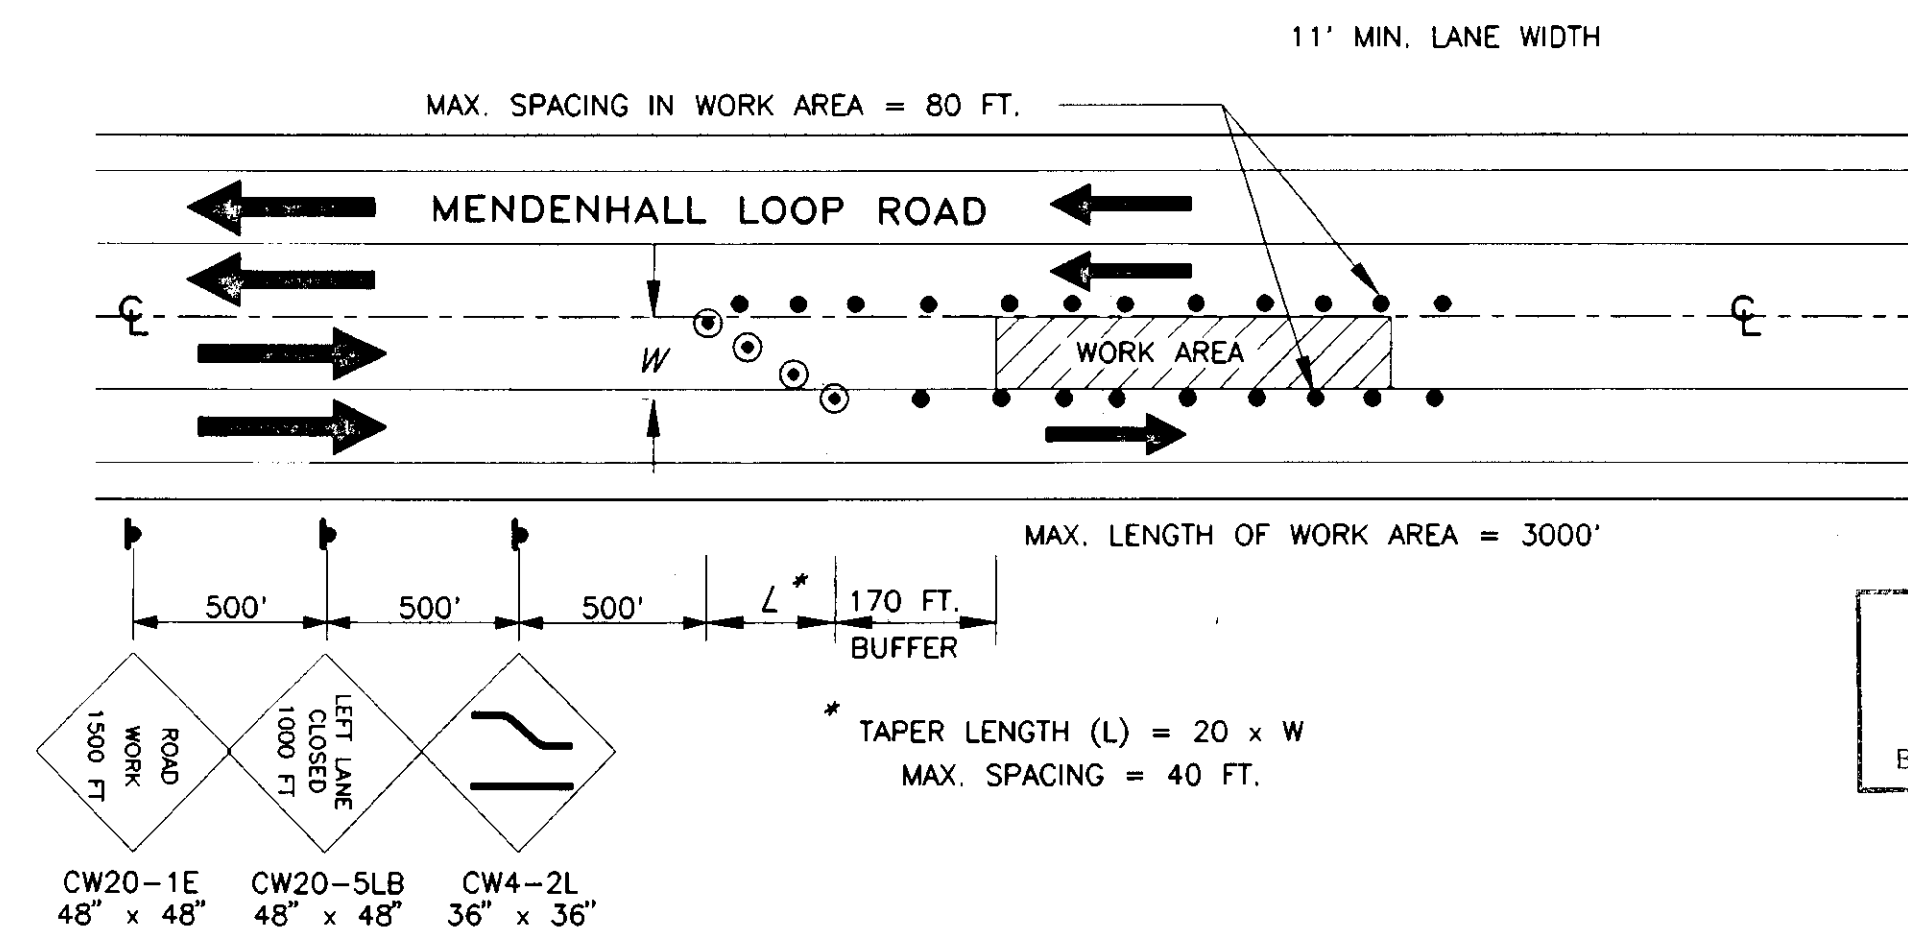 11' MIN. LANE WIDTH
MAX. SPACING IN WORK AREA = 80 FT.
MENDENHALL LOOP ROAD
℄
℄
W
WORK AREA
MAX. LENGTH OF WORK AREA = 3000'
500'
500'
500'
L *
170 FT.
BUFFER
ROAD
WORK
1500 FT
LEFT LANE
CLOSED
1000 FT
* TAPER LENGTH (L) = 20 x W
MAX. SPACING = 40 FT.
B
CW20-1E
48" x 48"
CW20-5LB
48" x 48"
CW4-2L
36" x 36"